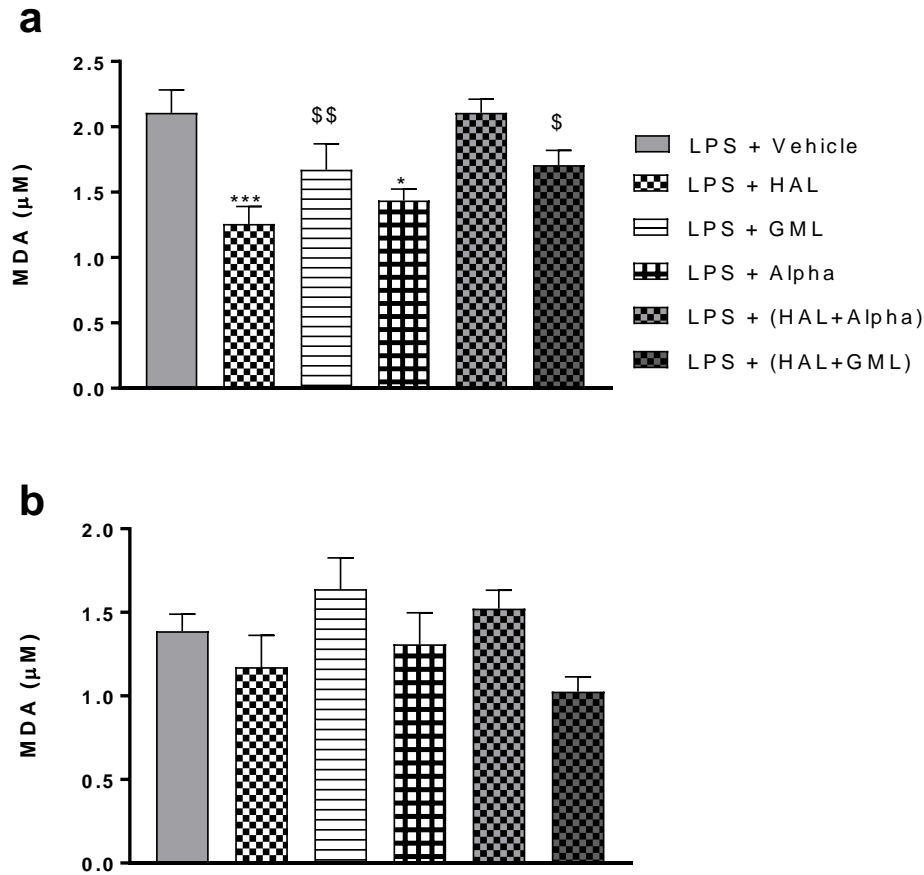 a
2.5
2.0
1.5
1.0
0.5
0.0
MDA (μM)
***
$$
*
$
LPS + Vehicle
LPS + HAL
LPS + GML
LPS + Alpha
LPS + (HAL+Alpha)
LPS + (HAL+GML)
b
2.0
1.5
1.0
0.5
0.0
MDA (μM)